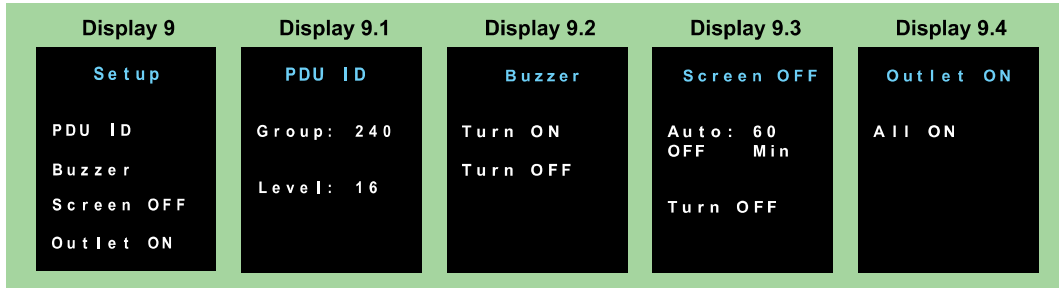 Display 9
Setup
PDU ID
Buzzer
Screen OFF
Outlet ON
Display 9.1
PDU ID
Group: 240
Level: 16
Display 9.2
Buzzer
Turn ON
Turn OFF
Display 9.3
Screen OFF
Auto: 60
OFF Min
Turn OFF
Display 9.4
Outlet ON
All ON